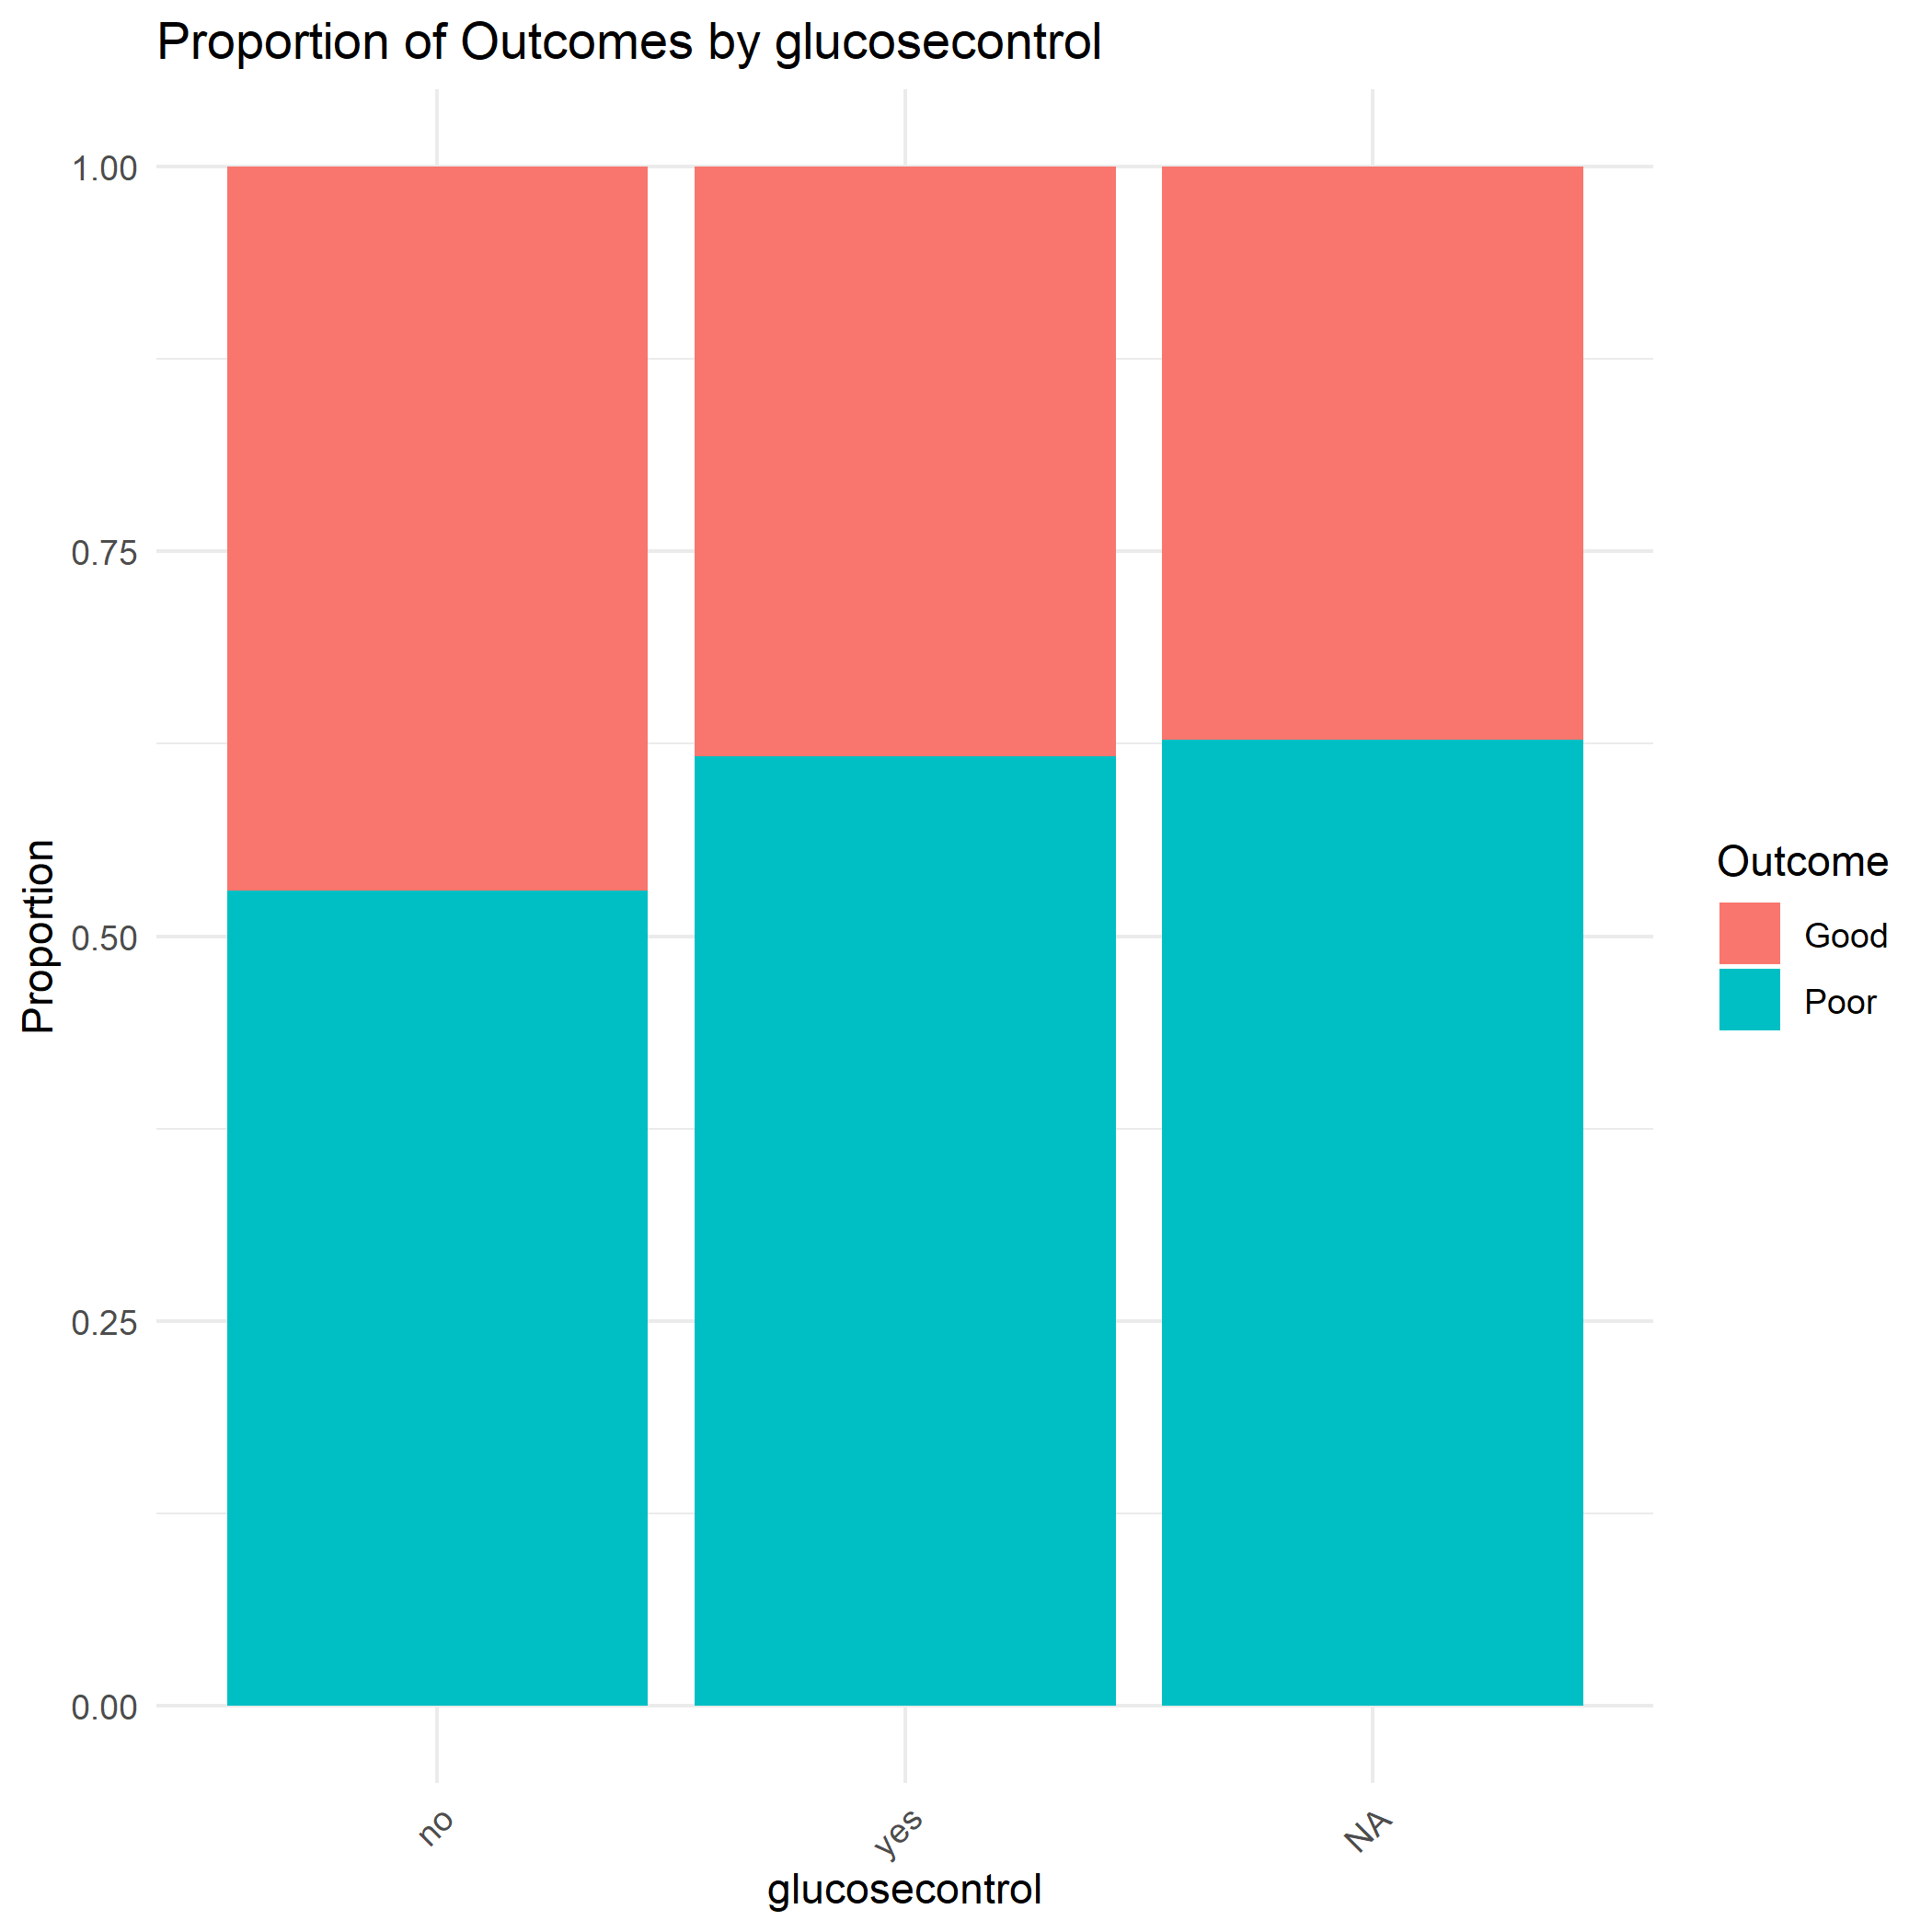 Proportion of Outcomes by glucosecontrol
1.00
0.75
0.50
0.25
0.00
Proportion
no
yes
NA
glucosecontrol
Outcome
Good
Poor